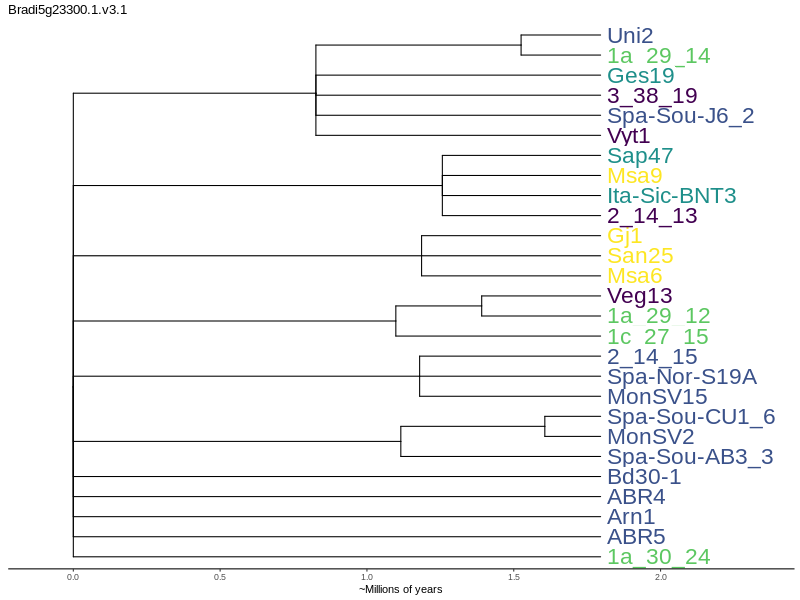 Bradi5g23300.1.v3.1
Uni2
1a_29_14
Ges19
3_38_19
Spa-Sou-J6_2
Vyt1
Sap47
Msa9
Ita-Sic-BNT3
2_14_13
Gj1
San25
Msa6
Veg13
1a_29_12
1c_27_15
2_14_15
Spa-Nor-S19A
MonSV15
Spa-Sou-CU1_6
MonSV2
Spa-Sou-AB3_3
Bd30-1
ABR4
Arn1
ABR5
1a_30_24
0.0 0.5 1.0 1.5 2.0
~Millions of years